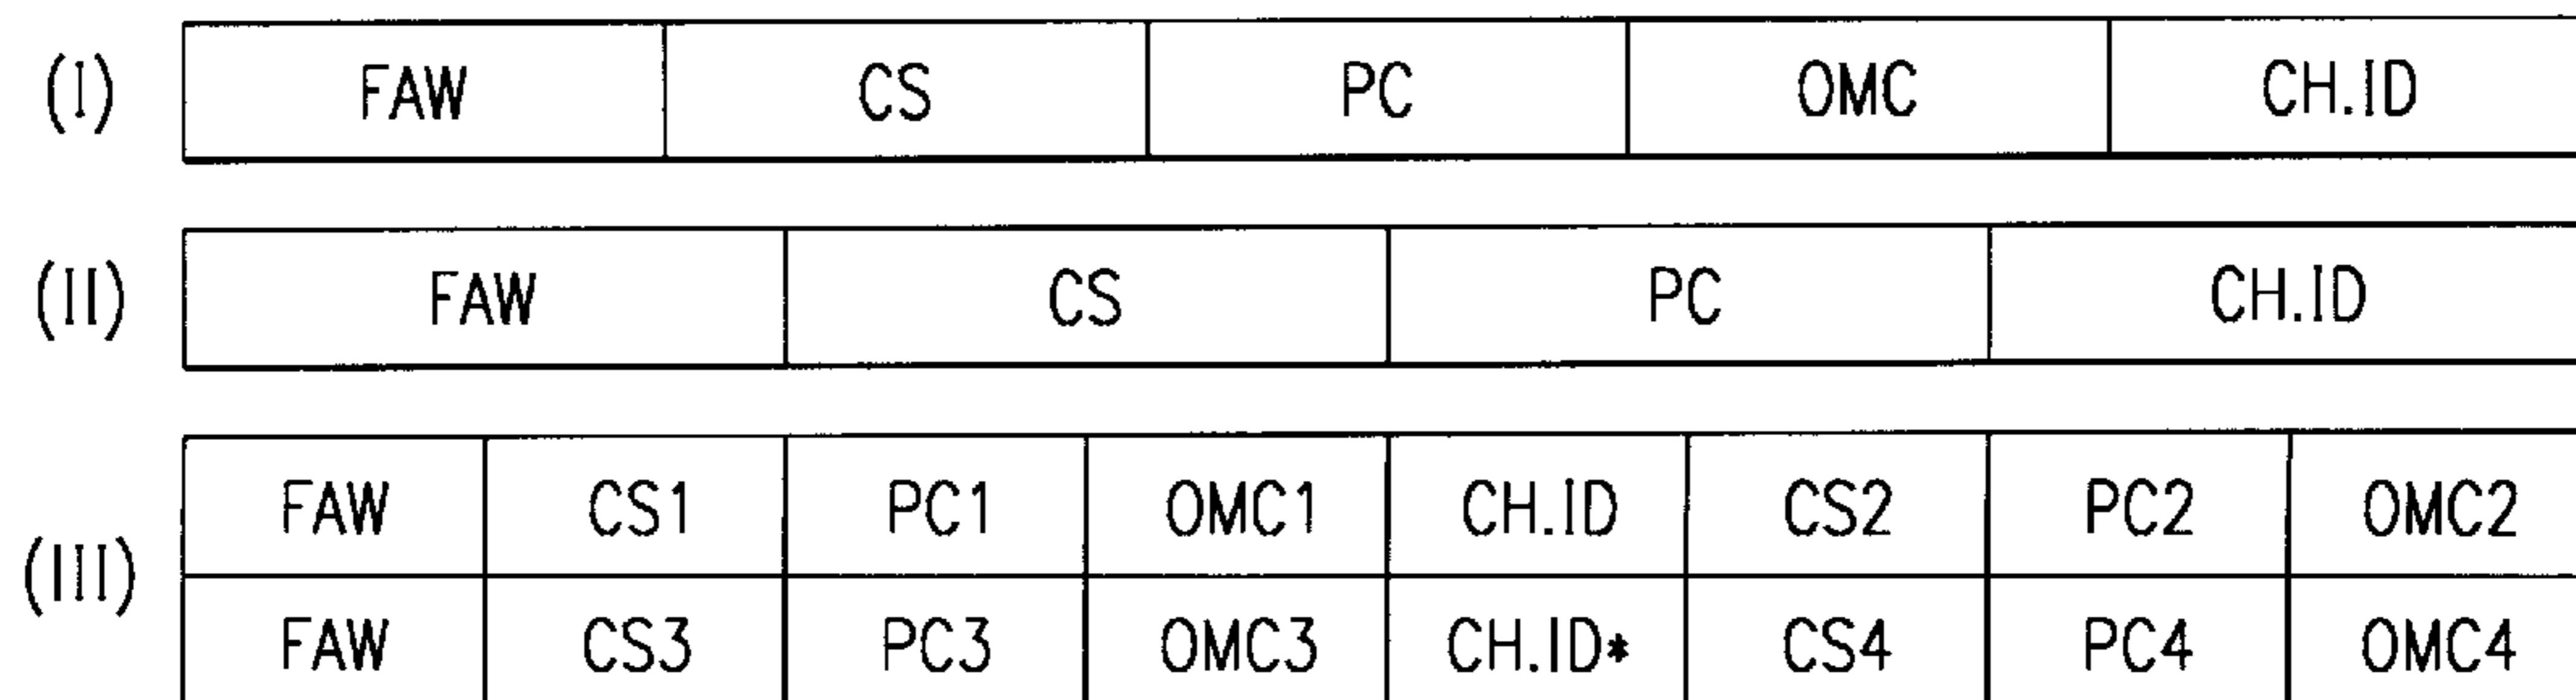 (I) FAW CS PC OMC CH.ID
(II) FAW CS PC CH.ID
(III)
FAW CS1 PC1 OMC1 CH.ID CS2 PC2 OMC2
FAW CS3 PC3 OMC3 CH.ID* CS4 PC4 OMC4